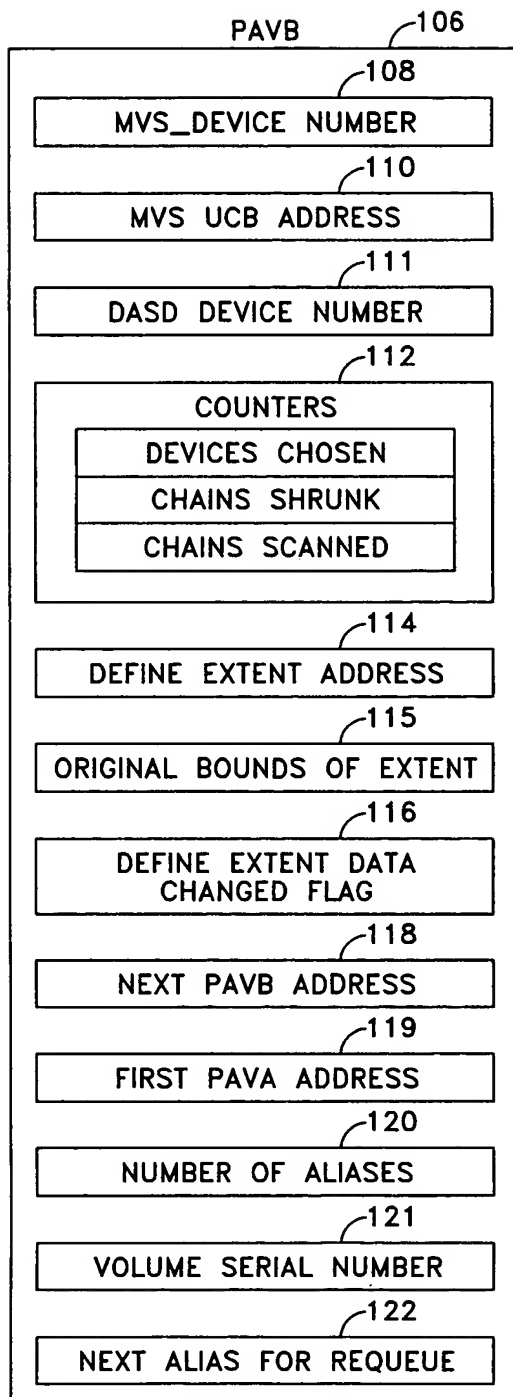 PAVB
106
108
MVS_DEVICE NUMBER
110
MVS UCB ADDRESS
111
DASD DEVICE NUMBER
112
COUNTERS
DEVICES CHOSEN
CHAINS SHRUNK
CHAINS SCANNED
114
DEFINE EXTENT ADDRESS
115
ORIGINAL BOUNDS OF EXTENT
116
DEFINE EXTENT DATA
CHANGED FLAG
118
NEXT PAVB ADDRESS
119
FIRST PAVA ADDRESS
120
NUMBER OF ALIASES
121
VOLUME SERIAL NUMBER
122
NEXT ALIAS FOR REQUEUE